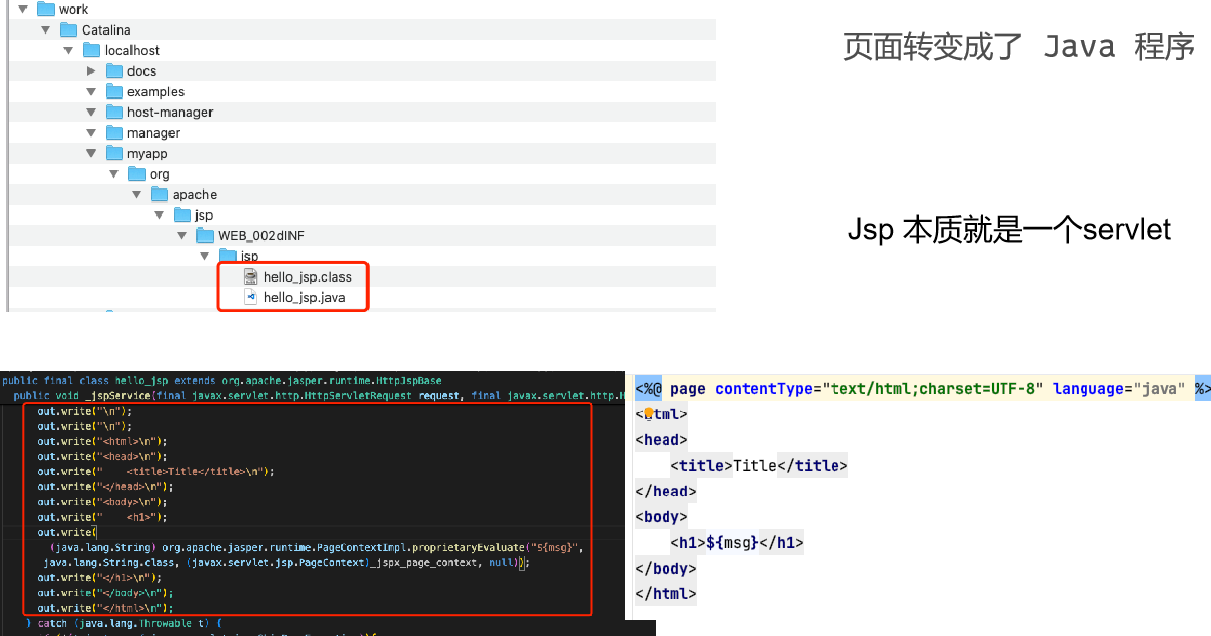 work
Catalina
localhost
docs
examples
host-manager
manager
myapp
org
apache
jsp
WEB_002dINF
jsp
hello_jsp.class
hello_jsp.java
页面转变成了 Java 程序
Jsp 本质就是一个servlet
public final class hello_jsp extends org.apache.jasper.runtime.HttpJspBase
public void _jspService(final javax.servlet.http.HttpServletRequest request, final javax.servlet.http.H
out.write("\n");
out.write("\n");
out.write("<html>\n");
out.write("<head>\n");
out.write("    <title>Title</title>\n");
out.write("</head>\n");
out.write("<body>\n");
out.write("    <h1>");
out.write(
(java.lang.String) org.apache.jasper.runtime.PageContextImpl.proprietaryEvaluate("${msg}",
java.lang.String.class, (javax.servlet.jsp.PageContext)_jspx_page_context, null));
out.write("</h1>\n");
out.write("</body>\n");
out.write("</html>\n");
} catch (java.lang.Throwable t) {
<%@ page contentType="text/html;charset=UTF-8" language="java" %>
<html>
<head>
    <title>Title</title>
</head>
<body>
    <h1>${msg}</h1>
</body>
</html>